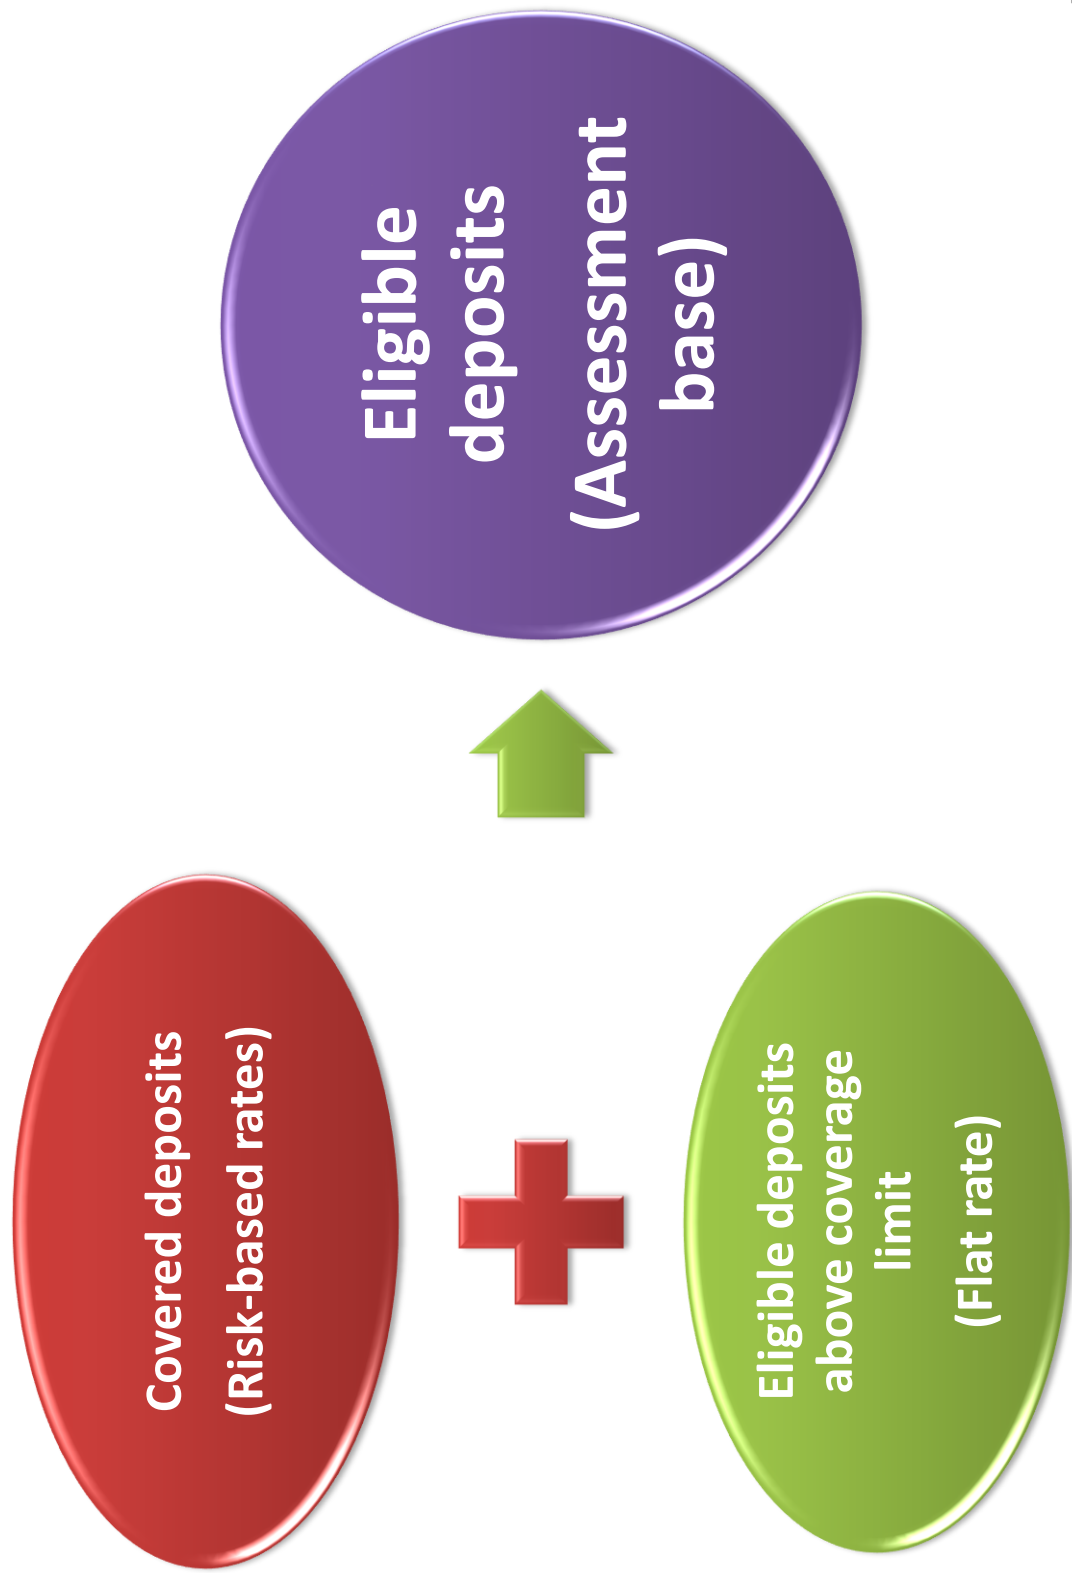 Covered deposits
(Risk-based rates)
Eligible deposits
above coverage
limit
(Flat rate)
Eligible
deposits
(Assessment
base)